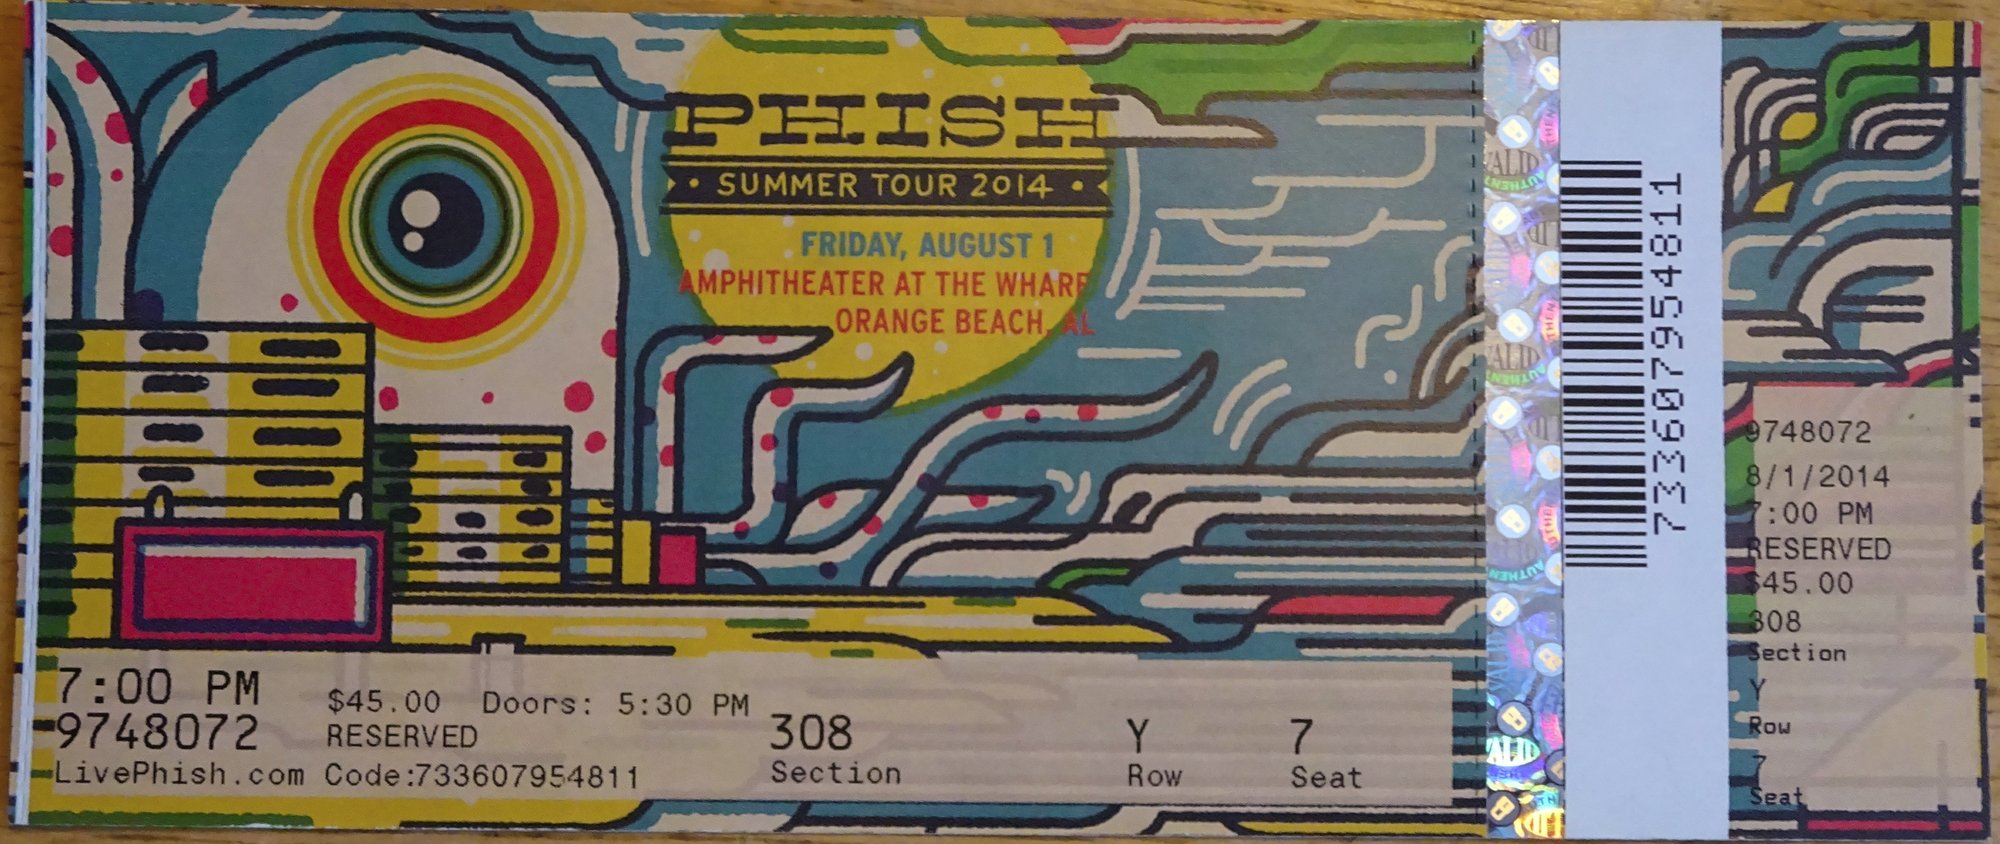 PHISH
SUMMER TOUR 2014
FRIDAY, AUGUST 1
AMPHITHEATER AT THE WHARF
ORANGE BEACH, AL
7:00 PM
$45.00 Doors: 5:30 PM
9748072
RESERVED
LivePhish.com Code:733607954811
308
Section
Y
Row
7
Seat
VALID
AUTHEN
733607954811
9748072
8/1/2014
7:00 PM
RESERVED
$45.00
308
Section
Y
Row
7
Seat